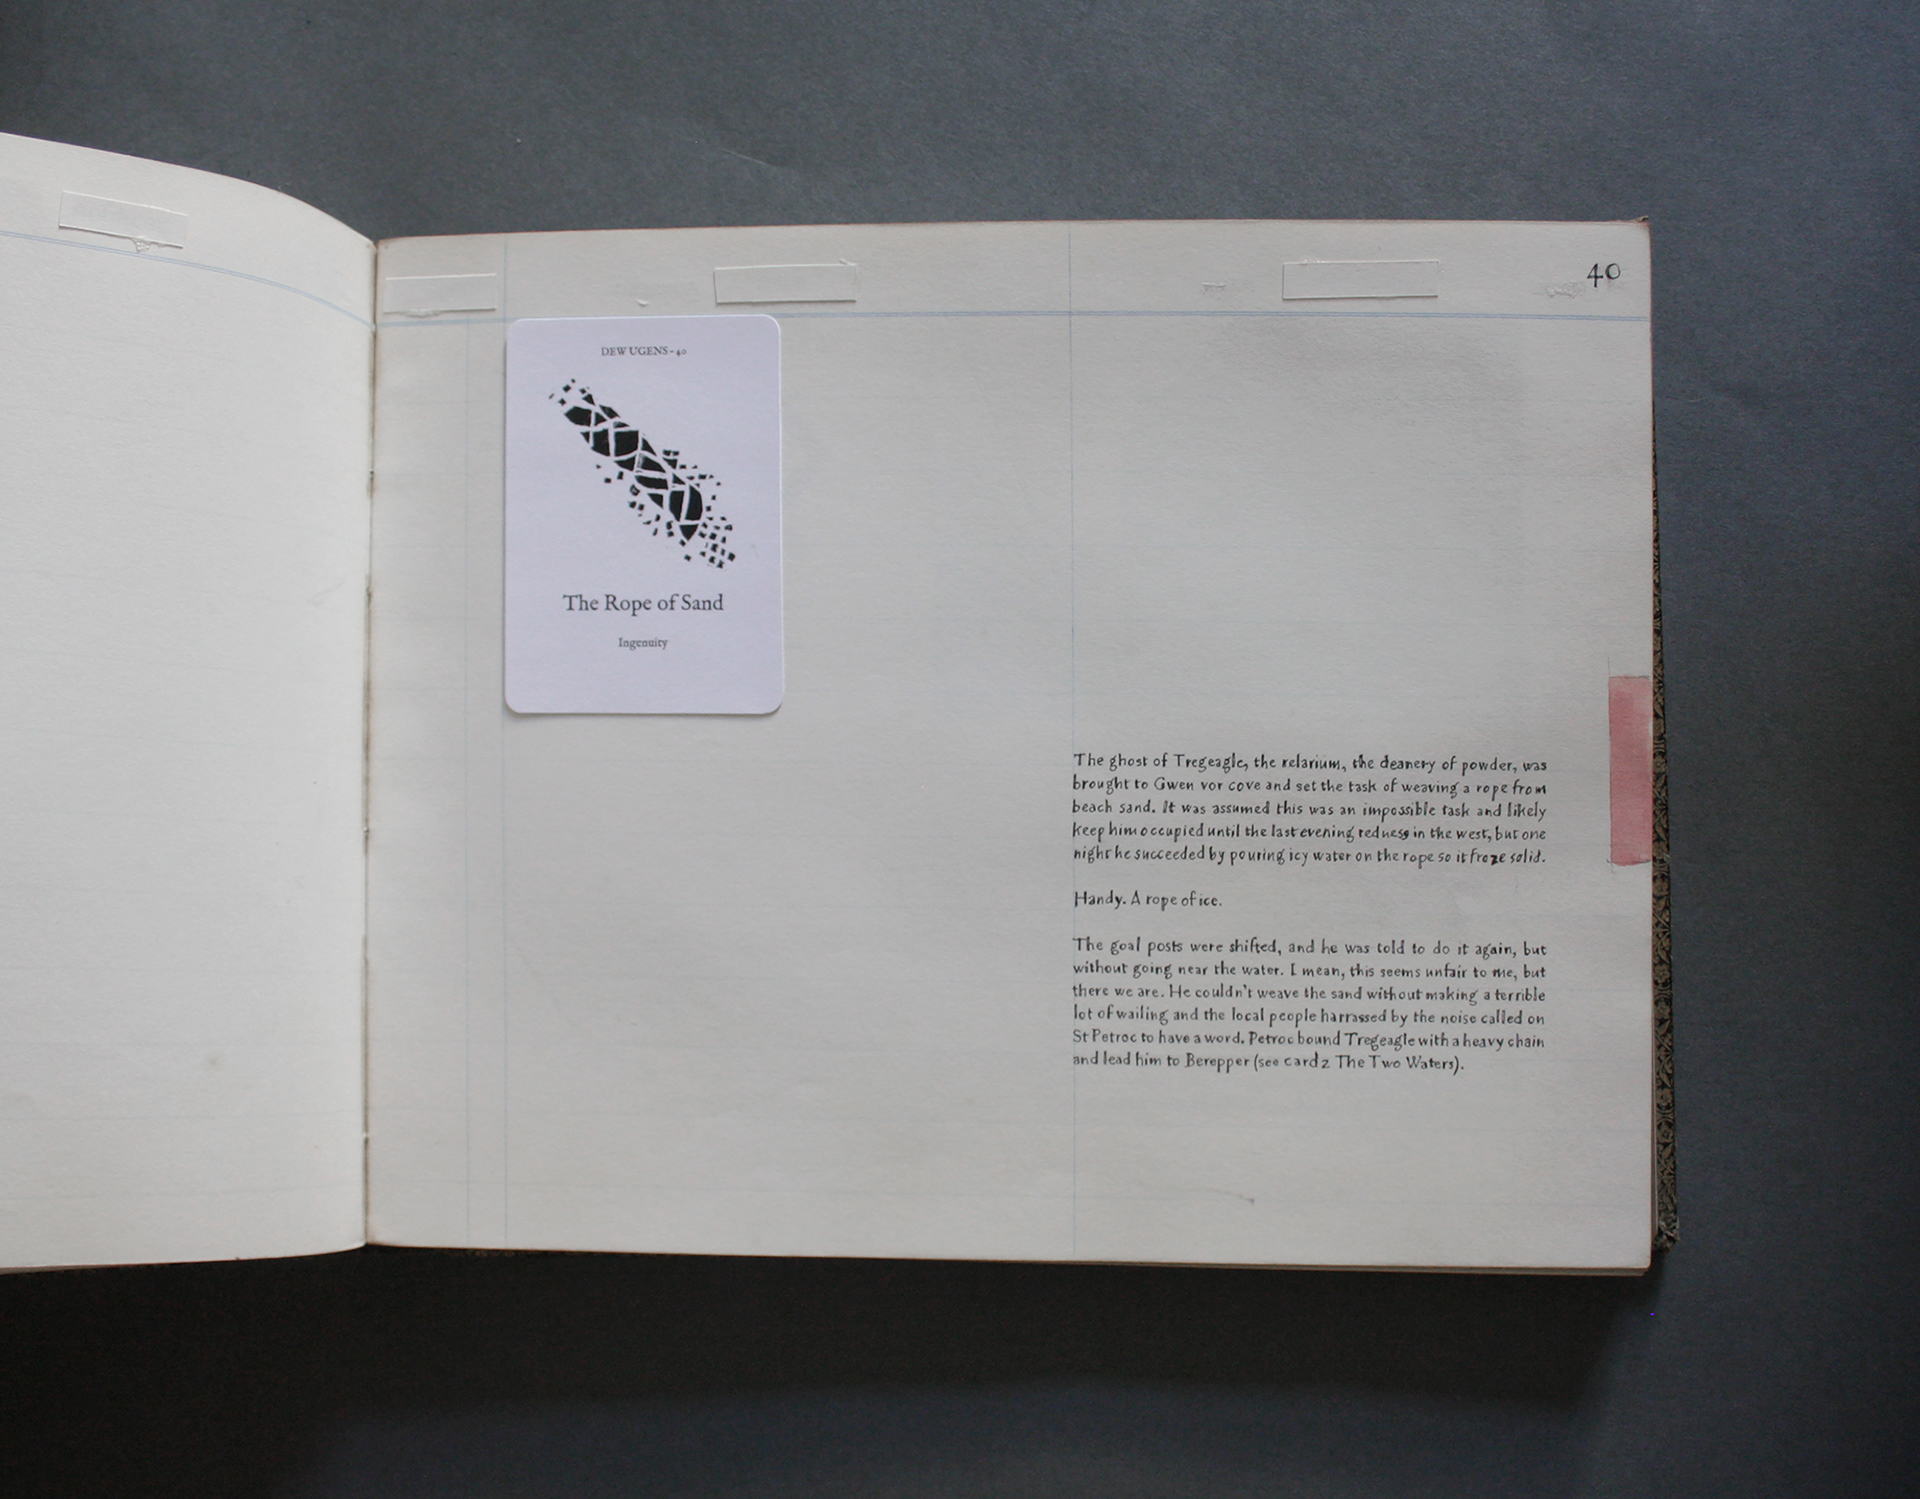 40
DEW UGENS - 40
The Rope of Sand
Ingenuity
The ghost of Tregeagle, the relarium, the deanery of powder, was
brought to Gwen vor cove and set the task of weaving a rope from
beach sand. It was assumed this was an impossible task and likely
keep him occupied until the last evening redness in the west, but one
night he succeeded by pouring icy water on the rope so it froze solid.
Handy. A rope of ice.
The goal posts were shifted, and he was told to do it again, but
without going near the water. I mean, this seems unfair to me, but
there we are. He couldn't weave the sand without making a terrible
lot of wailing and the local people harrassed by the noise called on
St Petroc to have a word. Petroc bound Tregeagle with a heavy chain
and lead him to Berepper (see card 2 The Two Waters).